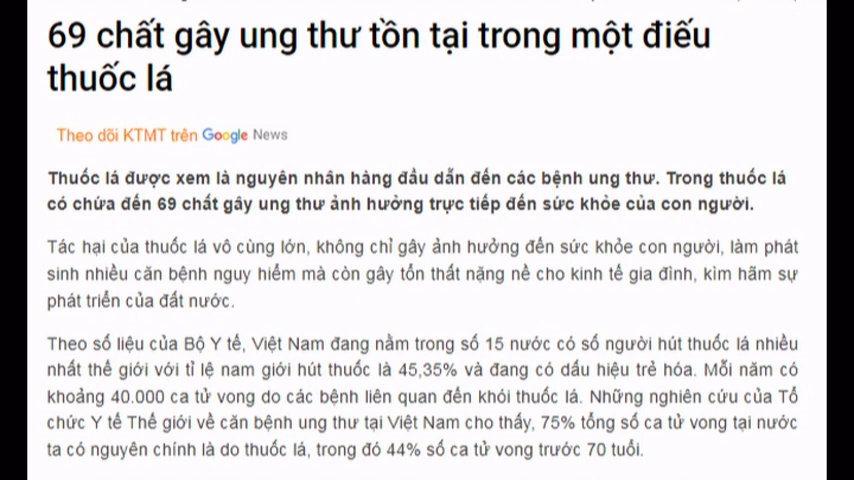 69 chất gây ung thư tồn tại trong một điếu
thuốc lá
Theo dõi KTMT trên Google News
Thuốc lá được xem là nguyên nhân hàng đầu dẫn đến các bệnh ung thư. Trong thuốc lá
có chứa đến 69 chất gây ung thư ảnh hưởng trực tiếp đến sức khỏe của con người.
Tác hại của thuốc lá vô cùng lớn, không chỉ gây ảnh hưởng đến sức khỏe con người, làm phát
sinh nhiều căn bệnh nguy hiểm mà còn gây tổn thất nặng nề cho kinh tế gia đình, kìm hãm sự
phát triển của đất nước.
Theo số liệu của Bộ Y tế, Việt Nam đang nằm trong số 15 nước có số người hút thuốc lá nhiều
nhất thế giới với tỉ lệ nam giới hút thuốc là 45,35% và đang có dấu hiệu trẻ hóa. Mỗi năm có
khoảng 40.000 ca tử vong do các bệnh liên quan đến khói thuốc lá. Những nghiên cứu của Tổ
chức Y tế Thế giới về căn bệnh ung thư tại Việt Nam cho thấy, 75% tổng số ca tử vong tại nước
ta có nguyên chính là do thuốc lá, trong đó 44% số ca tử vong trước 70 tuổi.